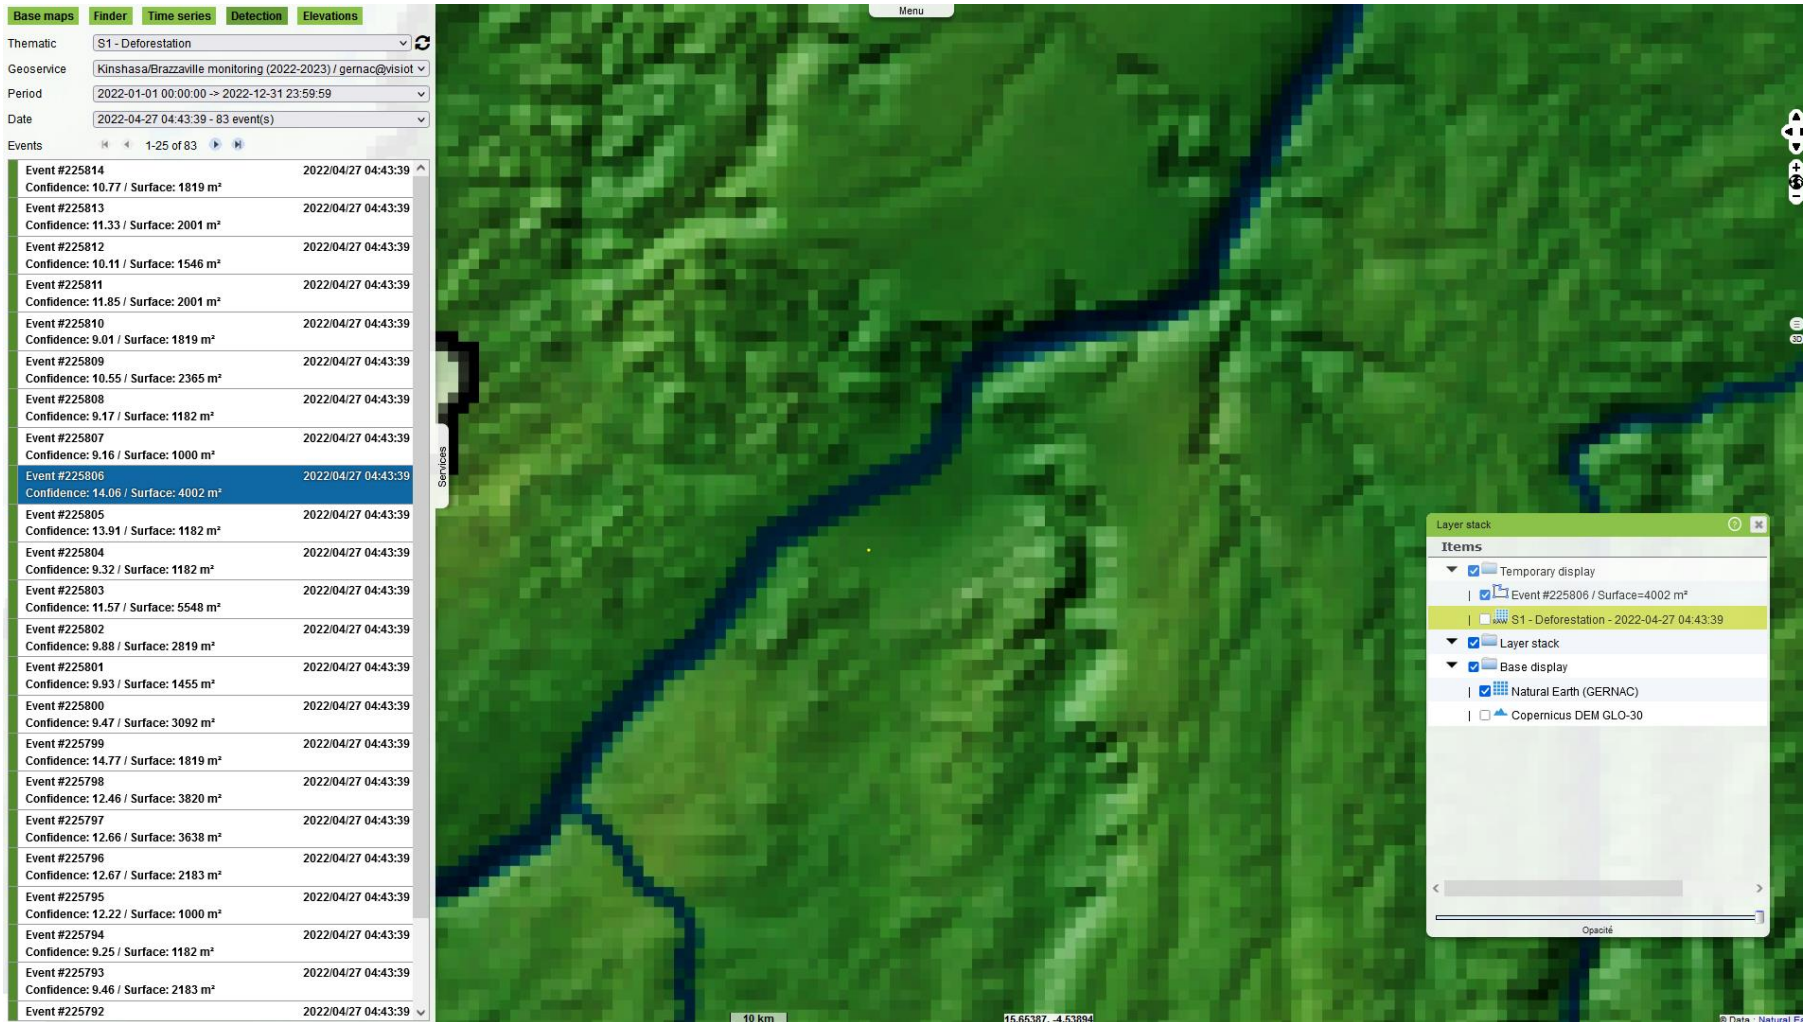 Base maps Finder Time series Detection Elevations
Menu
Thematic S1 - Deforestation
Geoservice Kinshasa/Brazzaville monitoring (2022-2023) / gernac@visiot
Period 2022-01-01 00:00:00 -> 2022-12-31 23:59:59
Date 2022-04-27 04:43:39 - 83 event(s)
Events 1-25 of 83
Event #225814 2022/04/27 04:43:39
Confidence: 10.77 / Surface: 1819 m²
Event #225813 2022/04/27 04:43:39
Confidence: 11.33 / Surface: 2001 m²
Event #225812 2022/04/27 04:43:39
Confidence: 10.11 / Surface: 1546 m²
Event #225811 2022/04/27 04:43:39
Confidence: 11.85 / Surface: 2001 m²
Event #225810 2022/04/27 04:43:39
Confidence: 9.01 / Surface: 1819 m²
Event #225809 2022/04/27 04:43:39
Confidence: 10.55 / Surface: 2365 m²
Event #225808 2022/04/27 04:43:39
Confidence: 9.17 / Surface: 1182 m²
Event #225807 2022/04/27 04:43:39
Confidence: 9.16 / Surface: 1000 m²
Event #225806 2022/04/27 04:43:39
Confidence: 14.06 / Surface: 4002 m²
Event #225805 2022/04/27 04:43:39
Confidence: 13.91 / Surface: 1182 m²
Event #225804 2022/04/27 04:43:39
Confidence: 9.32 / Surface: 1182 m²
Event #225803 2022/04/27 04:43:39
Confidence: 11.57 / Surface: 5548 m²
Event #225802 2022/04/27 04:43:39
Confidence: 9.88 / Surface: 2819 m²
Event #225801 2022/04/27 04:43:39
Confidence: 9.93 / Surface: 1455 m²
Event #225800 2022/04/27 04:43:39
Confidence: 9.47 / Surface: 3092 m²
Event #225799 2022/04/27 04:43:39
Confidence: 14.77 / Surface: 1819 m²
Event #225798 2022/04/27 04:43:39
Confidence: 12.46 / Surface: 3820 m²
Event #225797 2022/04/27 04:43:39
Confidence: 12.66 / Surface: 3638 m²
Event #225796 2022/04/27 04:43:39
Confidence: 12.67 / Surface: 2183 m²
Event #225795 2022/04/27 04:43:39
Confidence: 12.22 / Surface: 1000 m²
Event #225794 2022/04/27 04:43:39
Confidence: 9.25 / Surface: 1182 m²
Event #225793 2022/04/27 04:43:39
Confidence: 9.46 / Surface: 2183 m²
Event #225792 2022/04/27 04:43:39
Services
3D
Layer stack
Items
Temporary display
Event #225806 / Surface=4002 m²
S1 - Deforestation - 2022-04-27 04:43:39
Layer stack
Base display
Natural Earth (GERNAC)
Copernicus DEM GLO-30
Opacité
10 km
15.65387, -4.53894
© Data : Natural Ea